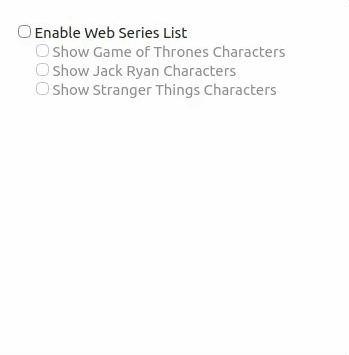 Enable Web Series List
Show Game of Thrones Characters
Show Jack Ryan Characters
Show Stranger Things Characters